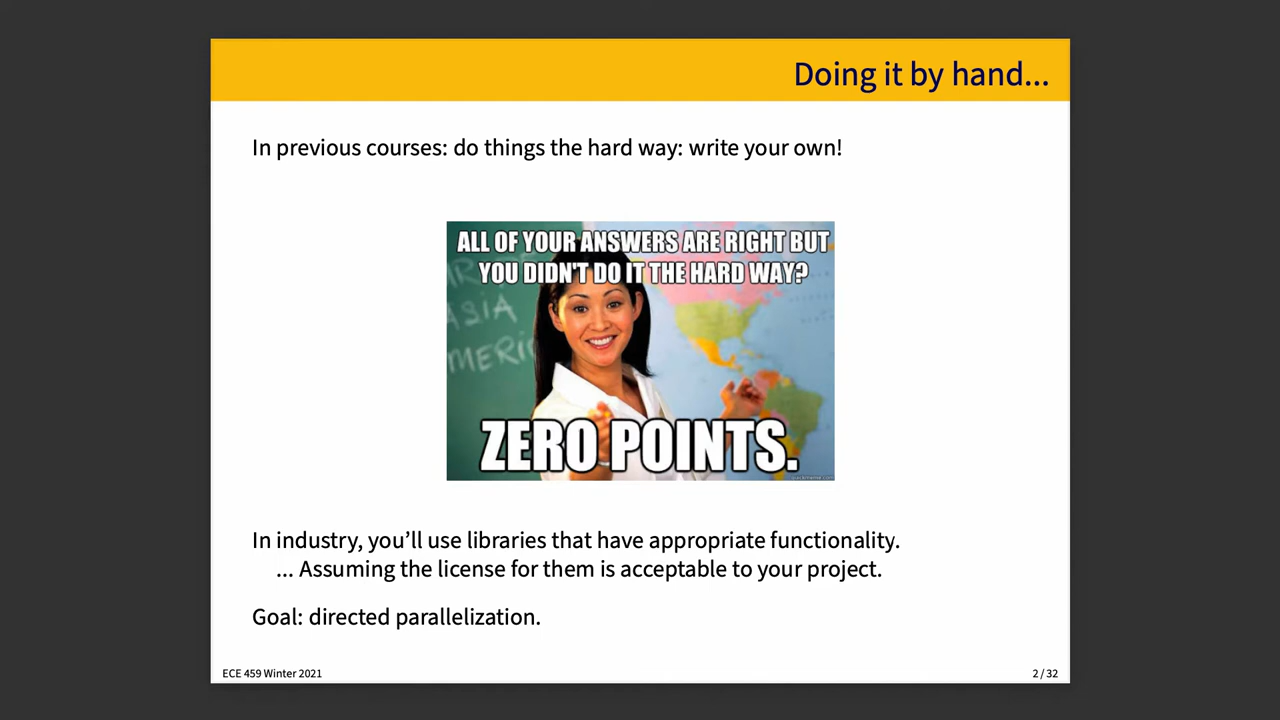 Doing it by hand...
In previous courses: do things the hard way: write your own!
ALL OF YOUR ANSWERS ARE RIGHT BUT
YOU DIDN'T DO IT THE HARD WAY?
ASIA
ZERO POINTS.
In industry, you’ll use libraries that have appropriate functionality.
... Assuming the license for them is acceptable to your project.
Goal: directed parallelization.
ECE 459 Winter 2021
2 / 32